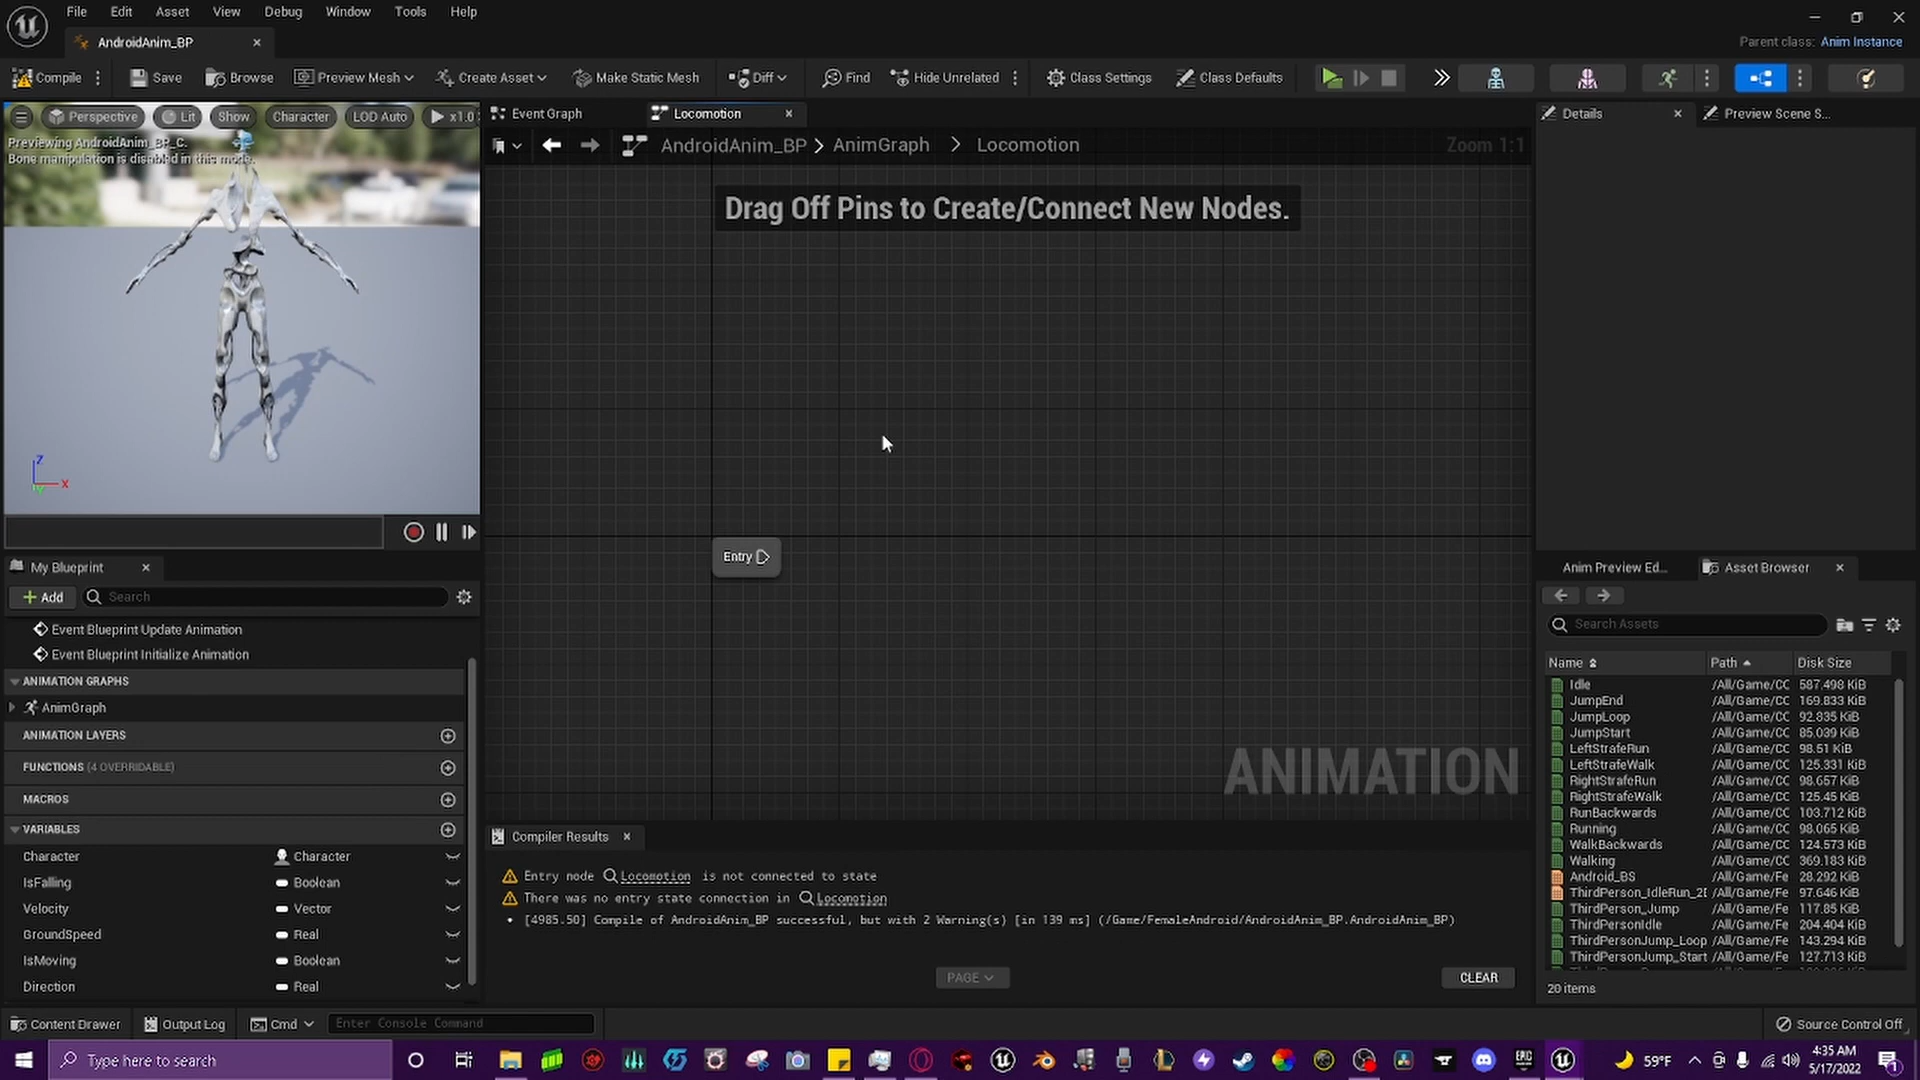 File Edit Asset View Debug Window Tools Help
AndroidAnim_BP
Parent class: Anim Instance
Compile Save Browse Preview Mesh Create Asset Make Static Mesh Diff Find Hide Unrelated Class Settings Class Defaults
Perspective Lit Show Character LOD Auto x1.0
Previewing AndroidAnim_BP_C.
Bone manipulation is disabled in this mode.
Z
X
Event Graph
Locomotion
AndroidAnim_BP > AnimGraph > Locomotion
Zoom 1:1
Drag Off Pins to Create/Connect New Nodes.
Entry
ANIMATION
Details
Preview Scene S...
My Blueprint
Add
Search
Event Blueprint Update Animation
Event Blueprint Initialize Animation
ANIMATION GRAPHS
AnimGraph
ANIMATION LAYERS
FUNCTIONS (4 OVERRIDABLE)
MACROS
VARIABLES
Character Character
IsFalling Boolean
Velocity Vector
GroundSpeed Real
IsMoving Boolean
Direction Real
Compiler Results
Entry node Locomotion is not connected to state
There was no entry state connection in Locomotion
[4985.50] Compile of AndroidAnim_BP successful, but with 2 Warning(s) [in 139 ms] (/Game/FemaleAndroid/AndroidAnim_BP.AndroidAnim_BP)
PAGE
CLEAR
Anim Preview Ed...
Asset Browser
Search Assets
Name Path Disk Size
Idle /All/Game/CC 587.498 KiB
JumpEnd /All/Game/CC 169.833 KiB
JumpLoop /All/Game/CC 92.835 KiB
JumpStart /All/Game/CC 85.039 KiB
LeftStrafeRun /All/Game/CC 98.51 KiB
LeftStrafeWalk /All/Game/CC 125.331 KiB
RightStrafeRun /All/Game/CC 98.657 KiB
RightStrafeWalk /All/Game/CC 125.45 KiB
RunBackwards /All/Game/CC 103.712 KiB
Running /All/Game/CC 98.065 KiB
WalkBackwards /All/Game/CC 124.573 KiB
Walking /All/Game/CC 369.183 KiB
Android_BS /All/Game/Fe 28.292 KiB
ThirdPerson_IdleRun_2D /All/Game/Fe 97.646 KiB
ThirdPerson_Jump /All/Game/Fe 117.85 KiB
ThirdPersonIdle /All/Game/Fe 204.404 KiB
ThirdPersonJump_Loop /All/Game/Fe 143.294 KiB
ThirdPersonJump_Start /All/Game/Fe 127.713 KiB
20 items
Content Drawer Output Log Cmd Enter Console Command
Source Control Off
Type here to search
59°F
4:35 AM
5/17/2022
1